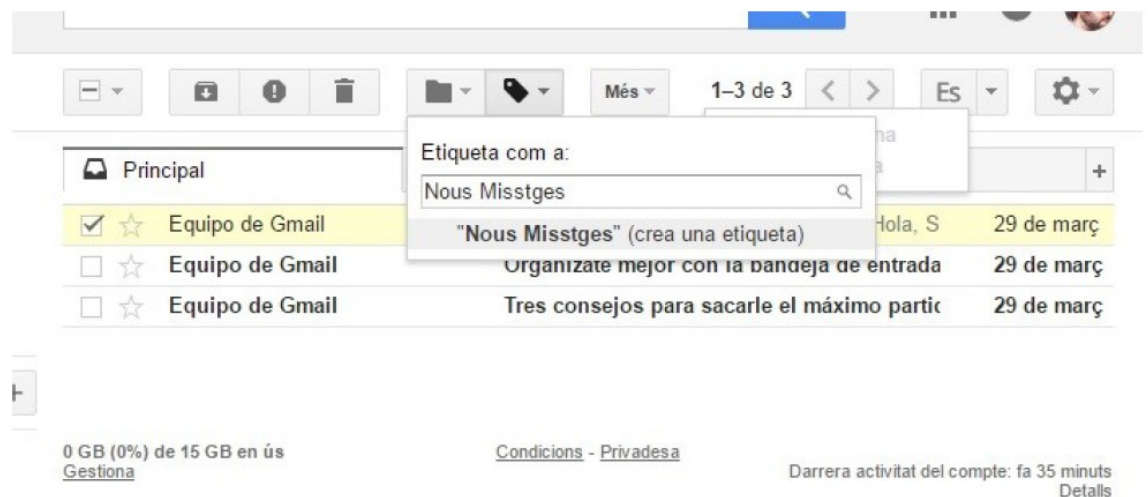 Més 1–3 de 3 Es
Etiqueta com a:
Principal
Nous Misstges
"Nous Misstges" (crea una etiqueta)
Equipo de Gmail Hola, S 29 de març
Equipo de Gmail Organízate mejor con la bandeja de entrada 29 de març
Equipo de Gmail Tres consejos para sacarle el máximo partic 29 de març
0 GB (0%) de 15 GB en ús
Gestiona
Condicions - Privadesa
Darrera activitat del compte: fa 35 minuts
Detalls